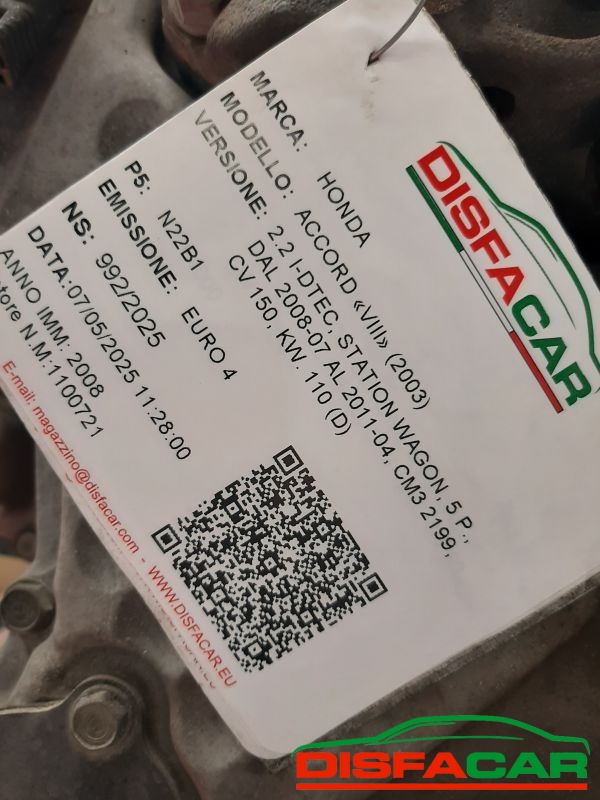 DISFACAR
MARCA: HONDA
MODELLO: ACCORD «VIII» (2003)
VERSIONE: 2.2 I-DTEC, STATION WAGON, 5 P.,
DAL 2008-07 AL 2011-04, CM3 2199,
CV 150, KW. 110 (D)
P5: N22B1
EMISSIONE: EURO 4
NS: 992/2025
DATA:07/05/2025 11:28:00
ANNO IMM: 2008
N.M:1100721
E-mail: magazzino@disfacar.com - WWW.DISFACAR.EU
DISFACAR